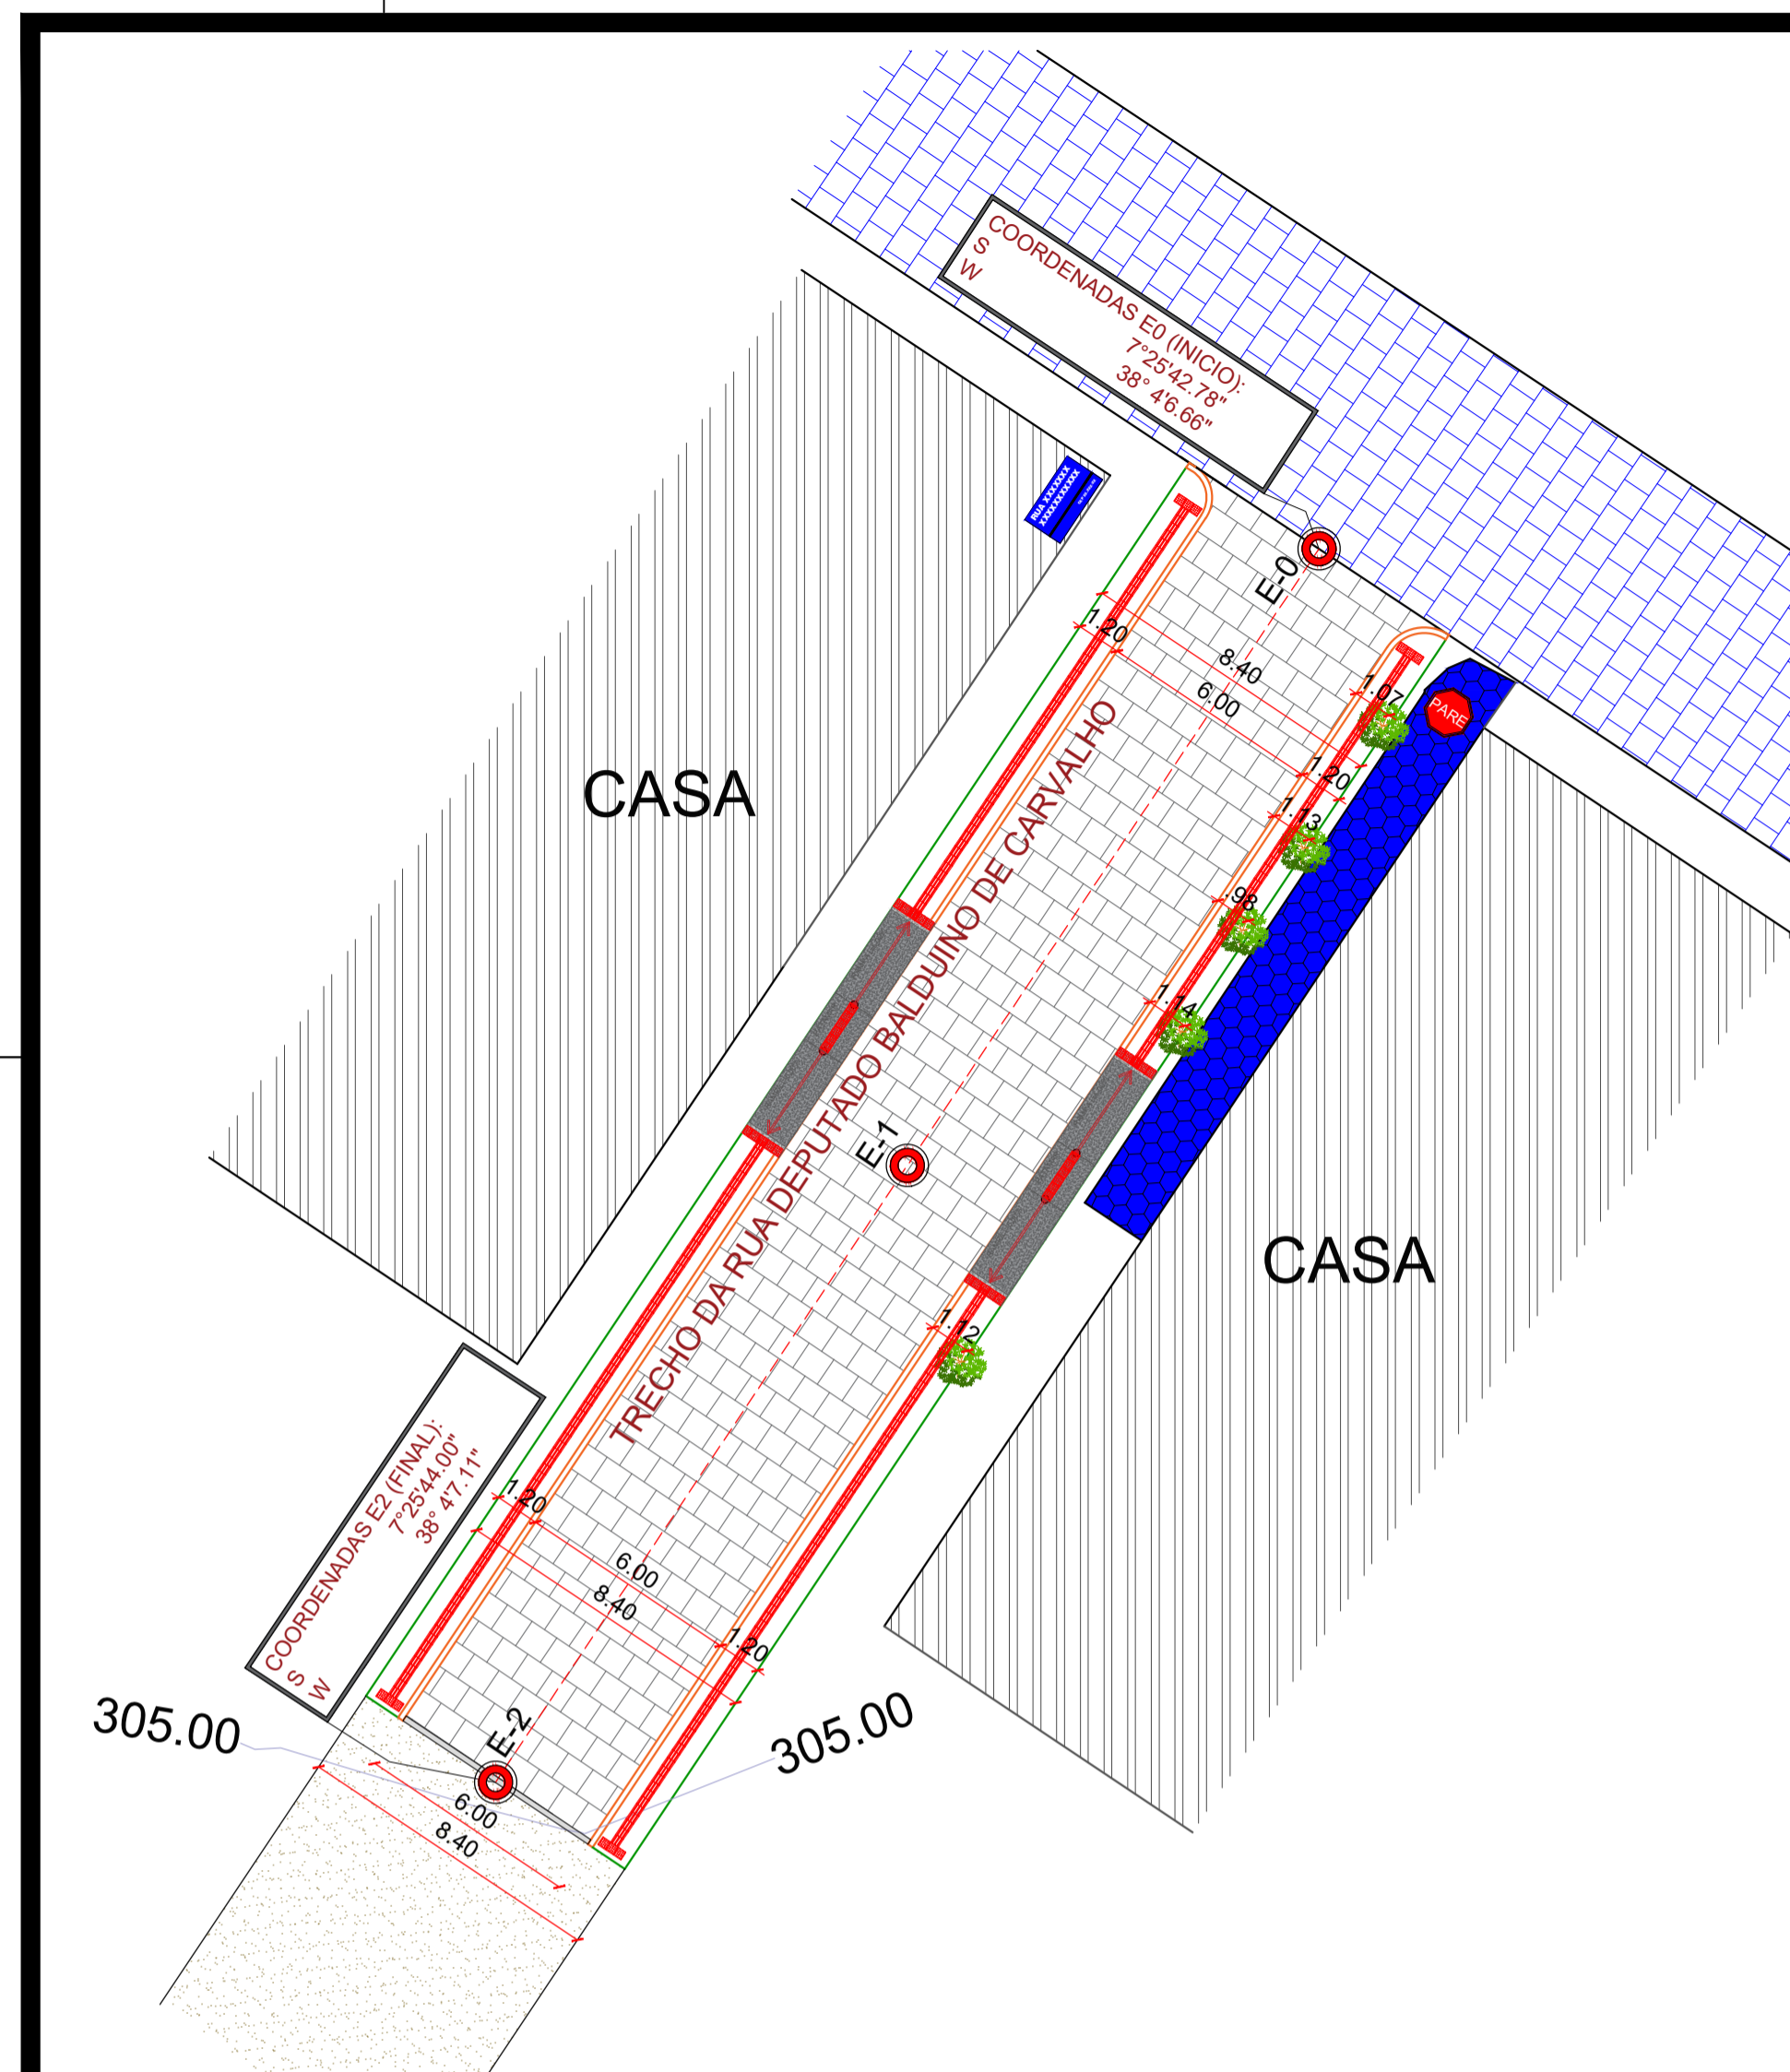 COORDENADAS E0 (INICIO):
S 7°25'42.78"
W 38° 4'6.66"
RUA XXXXXXX
XXXXXXXXXX
E-0
1.20
8.40
6.00
1.07
PARE
1.20
1.13
.98
1.14
CASA
TRECHO DA RUA DEPUTADO BALDUINO DE CARVALHO
E-1
CASA
1.12
COORDENADAS E2 (FINAL):
S 7°25'44.00"
W 38° 4'7.11"
1.20
6.00
8.40
1.20
305.00
E-2
305.00
6.00
8.40